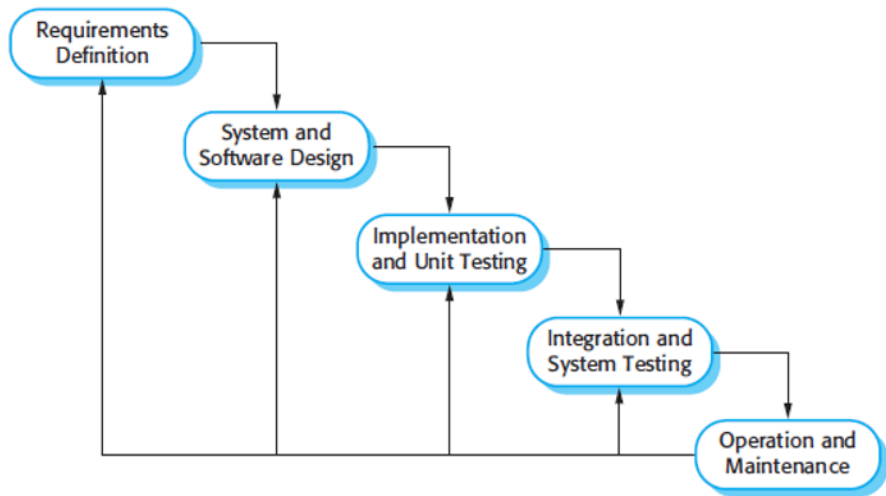 Requirements
Definition
System and
Software Design
Implementation
and Unit Testing
Integration and
System Testing
Operation and
Maintenance